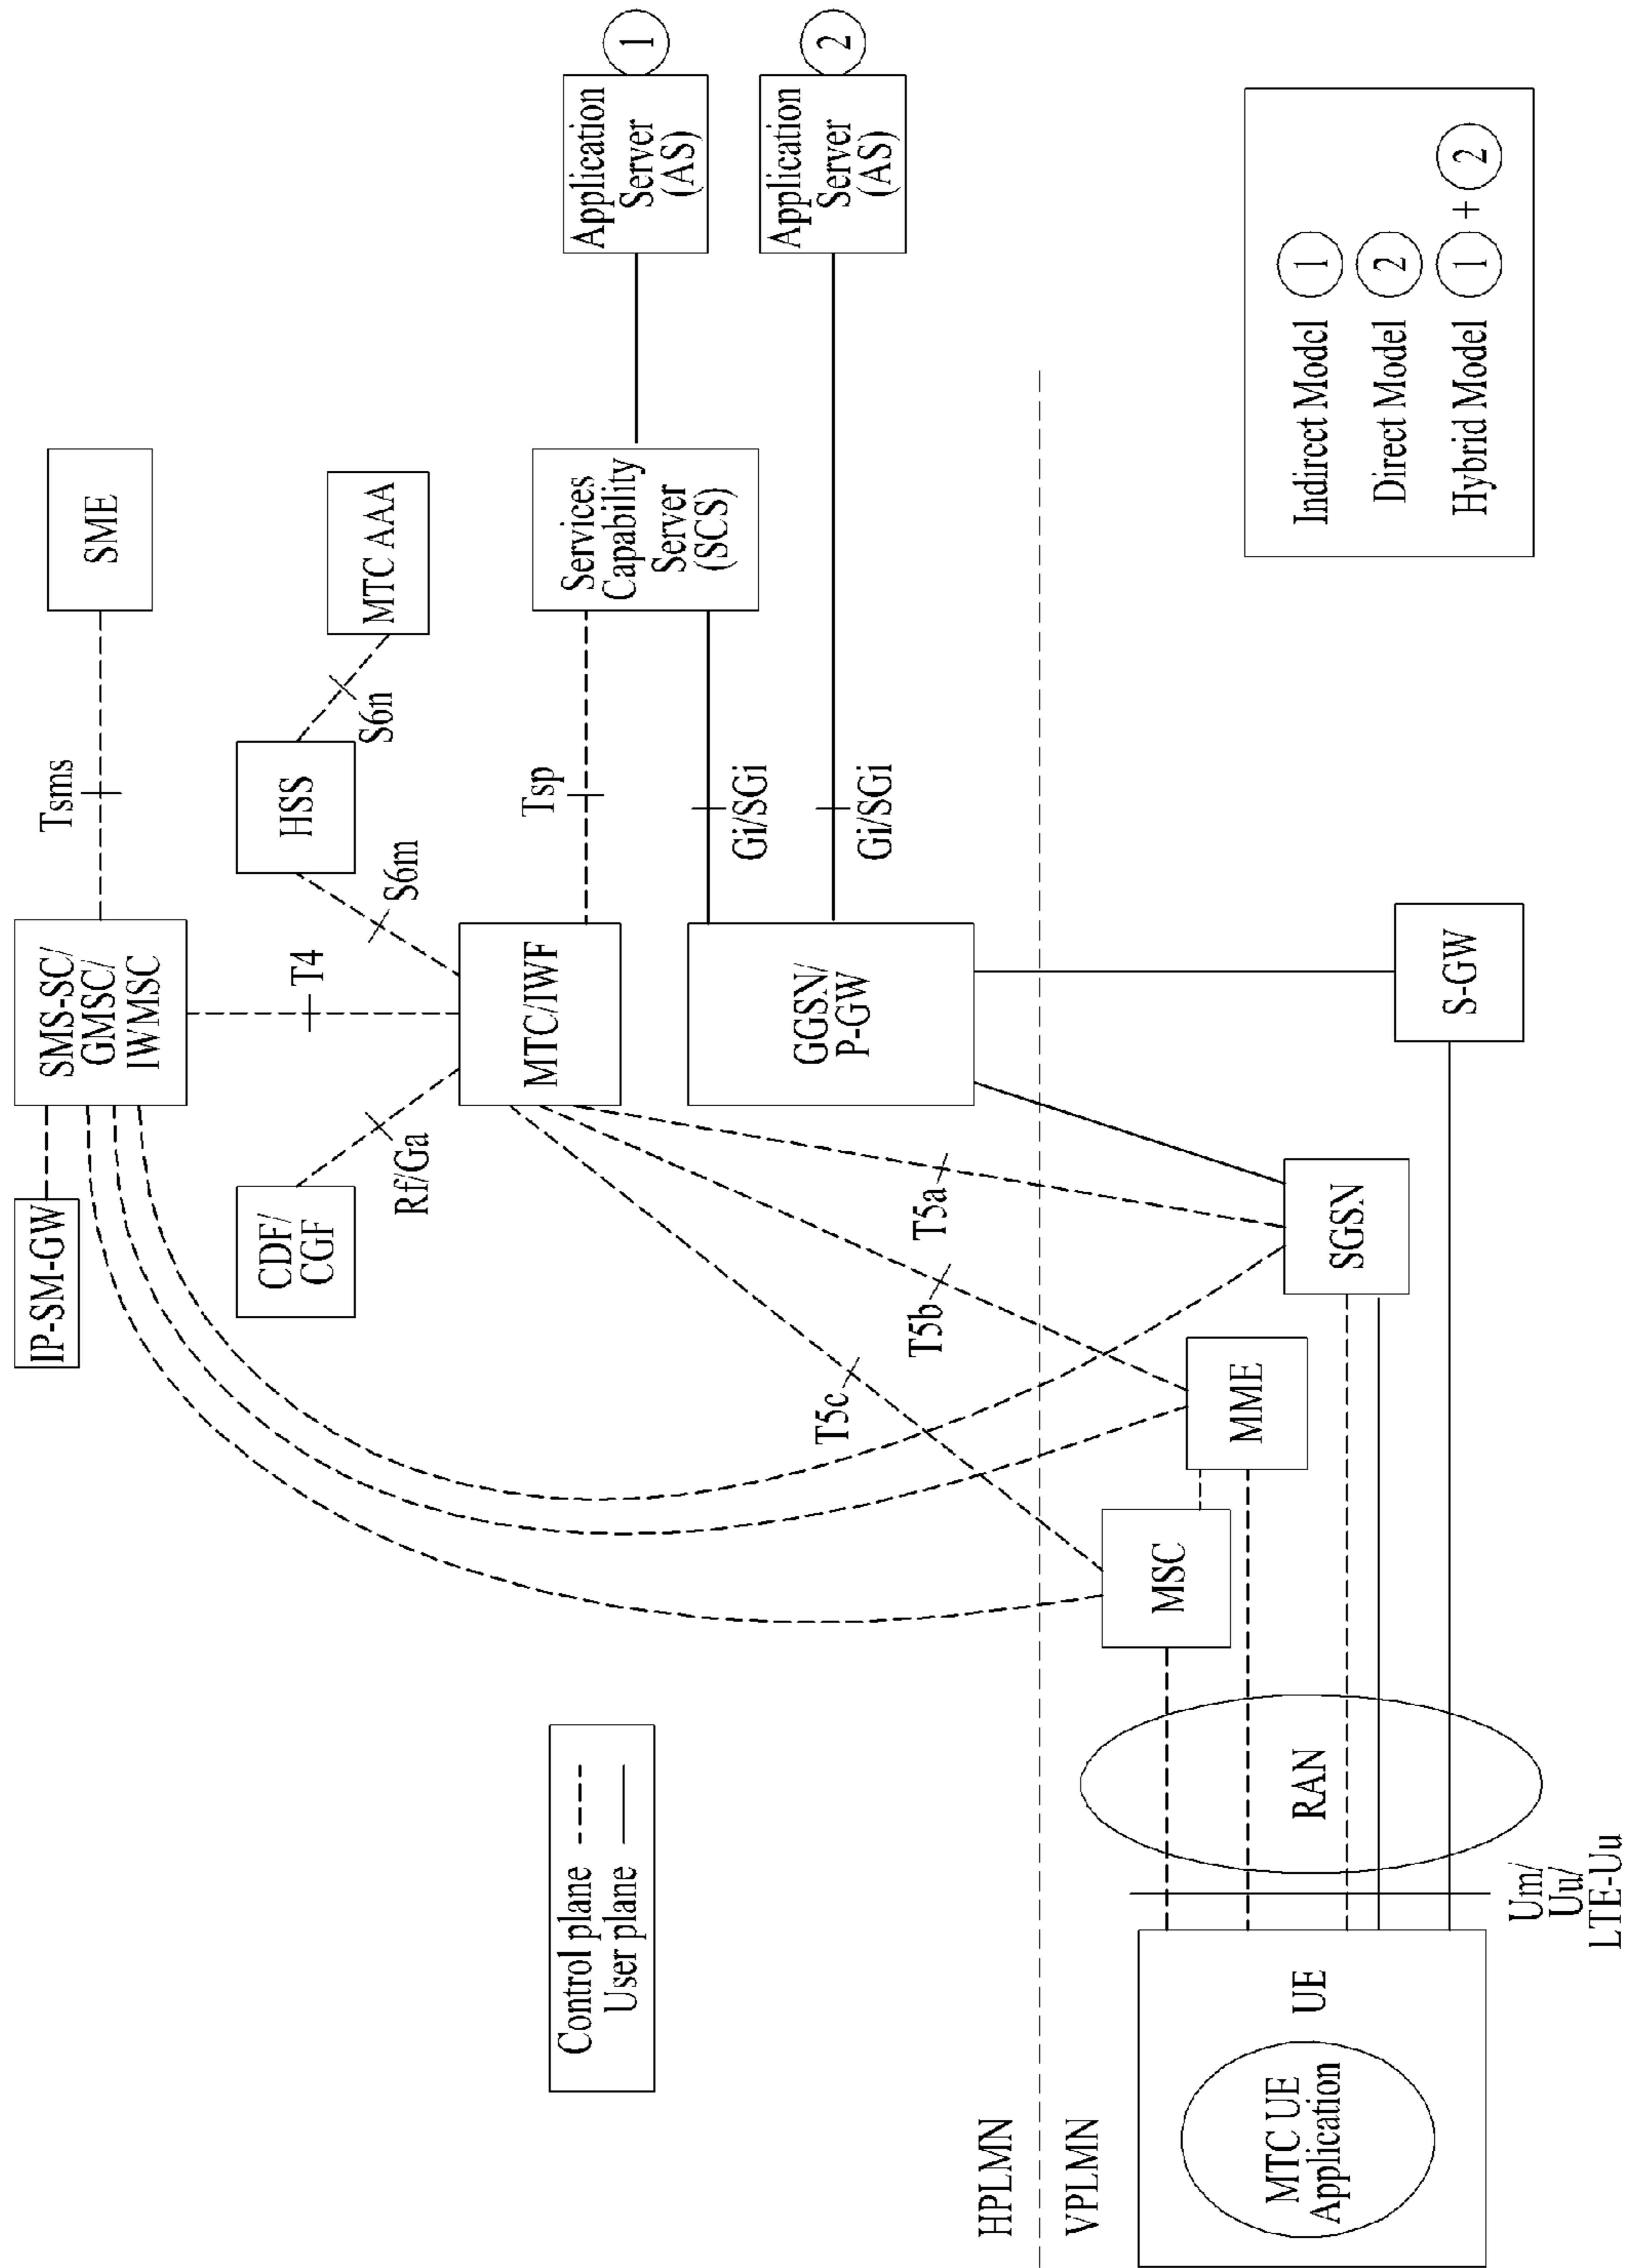 IP-SM-GW
SMS-SC/
GMSC/
IWMSC
Tsms
SME
CDF/
CGF
Rf/Ga
T4
HSS
S6m
S6n
MTC AAA
Control plane
User plane
MTC/IWF
Tsp
Services
Capability
Server
(SCS)
Application
Server
(AS)
1
Gi/SGi
GGSN/
P-GW
Gi/SGi
Application
Server
(AS)
2
T5c
T5b
T5a
HPLMN
VPLMN
MSC
MME
SGSN
S-GW
MTC UE
Application
UE
RAN
Um/
Uu/
LTE-Uu
Indirect Model 1
Direct Model 2
Hybrid Model 1 + 2